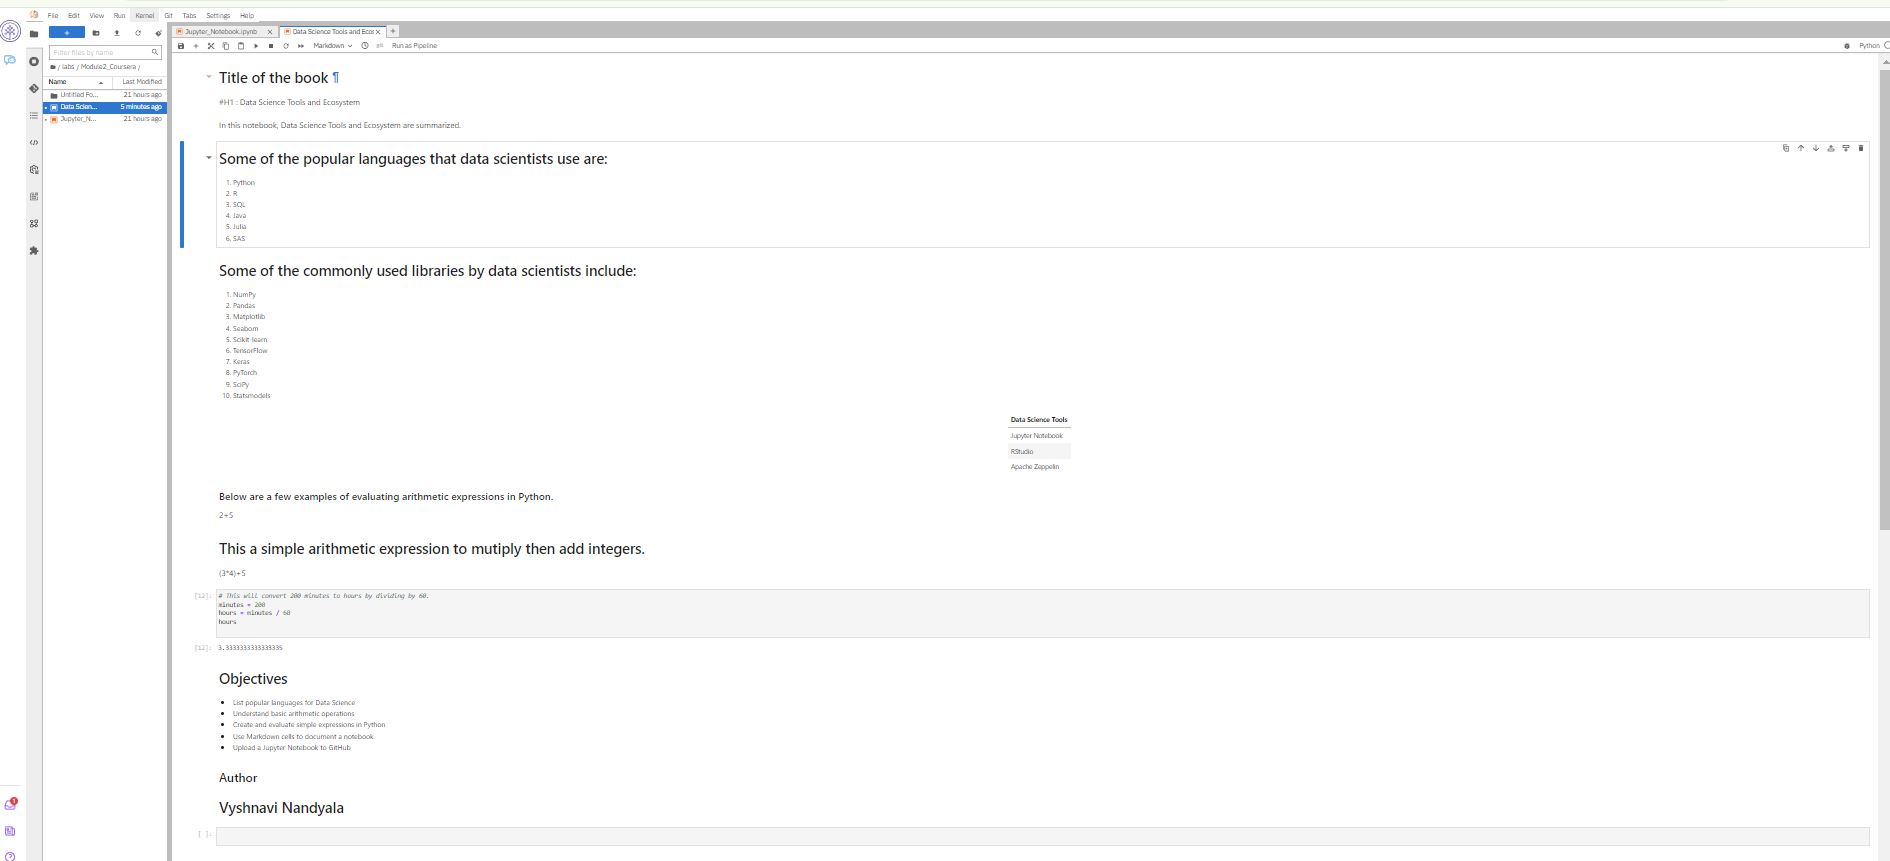 File Edit View Run Kernel Git Tabs Settings Help
Jupyter_Notebook.ipynb
Data Science Tools and Ecos
Markdown
Run as Pipeline
Python
Filter files by name
/ labs / Module2_Coursera /
Name Last Modified
Untitled Fo... 21 hours ago
Data Scien... 5 minutes ago
Jupyter_N... 21 hours ago
Title of the book ¶
#H1 : Data Science Tools and Ecosystem
In this notebook, Data Science Tools and Ecosystem are summarized.
Some of the popular languages that data scientists use are:
1. Python
2. R
3. SQL
4. Java
5. Julia
6. SAS
Some of the commonly used libraries by data scientists include:
1. NumPy
2. Pandas
3. Matplotlib
4. Seaborn
5. Scikit-learn
6. TensorFlow
7. Keras
8. PyTorch
9. SciPy
10. Statsmodels
Data Science Tools
Jupyter Notebook
RStudio
Apache Zeppelin
Below are a few examples of evaluating arithmetic expressions in Python.
2+5
This a simple arithmetic expression to mutiply then add integers.
(3*4)+5
[12]: # This will convert 200 minutes to hours by dividing by 60.
minutes = 200
hours = minutes / 60
hours
[12]: 3.3333333333333335
Objectives
• List popular languages for Data Science
• Understand basic arithmetic operations
• Create and evaluate simple expressions in Python
• Use Markdown cells to document a notebook
• Upload a Jupyter Notebook to GitHub
Author
Vyshnavi Nandyala
[ ]: